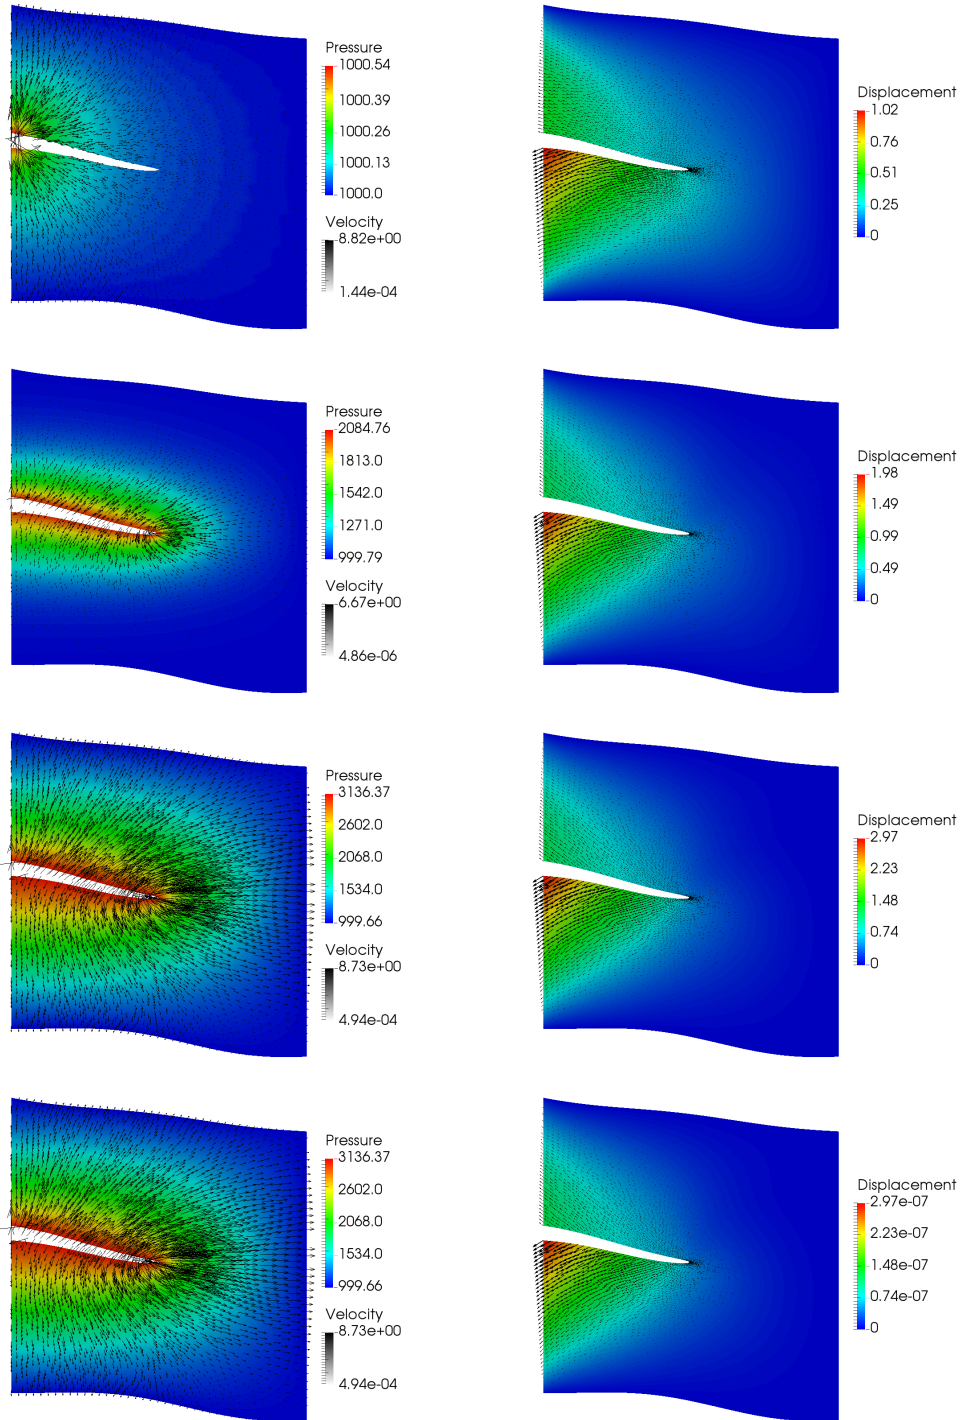 Pressure
1000.54
1000.39
1000.26
1000.13
1000.0
Velocity
8.82e+00
1.44e-04
Displacement
1.02
0.76
0.51
0.25
0
Pressure
2084.76
1813.0
1542.0
1271.0
999.79
Velocity
6.67e+00
4.86e-06
Displacement
1.98
1.49
0.99
0.49
0
Pressure
3136.37
2602.0
2068.0
1534.0
999.66
Velocity
8.73e+00
4.94e-04
Displacement
2.97
2.23
1.48
0.74
0
Pressure
3136.37
2602.0
2068.0
1534.0
999.66
Velocity
8.73e+00
4.94e-04
Displacement
2.97e-07
2.23e-07
1.48e-07
0.74e-07
0